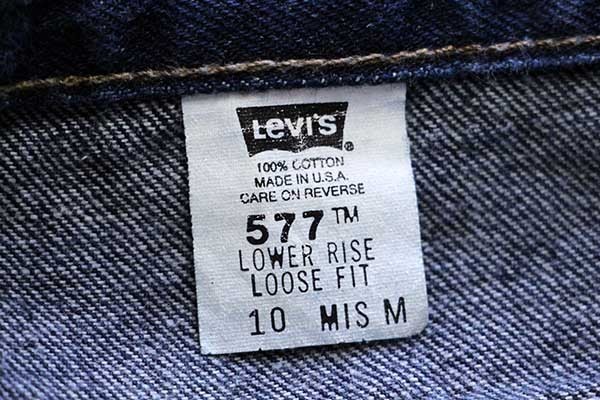 Levi's ®
100% COTTON
MADE IN U.S.A.
CARE ON REVERSE
577™
LOWER RISE
LOOSE FIT
10 MIS M